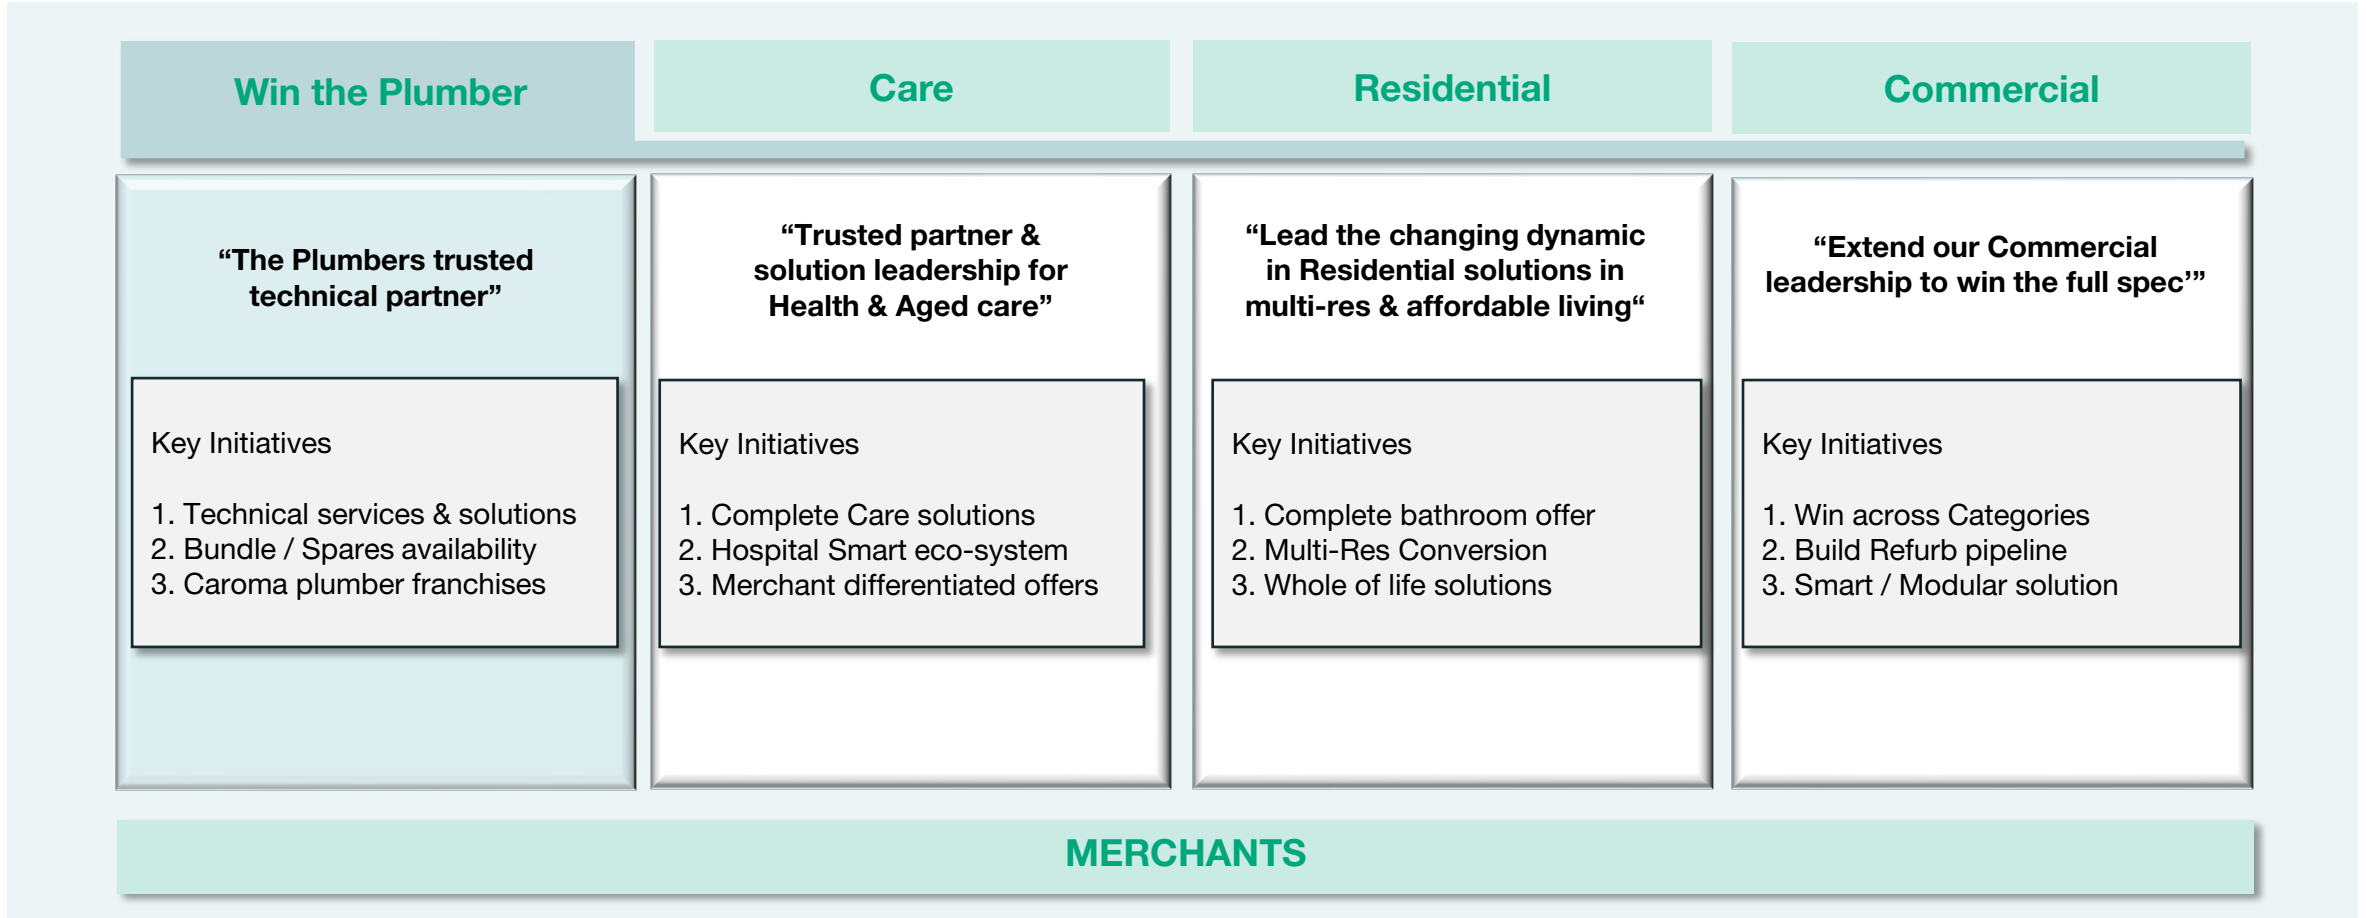 Win the Plumber
Care
Residential
Commercial
“The Plumbers trusted
technical partner”
Key Initiatives
1. Technical services & solutions
2. Bundle / Spares availability
3. Caroma plumber franchises
“Trusted partner &
solution leadership for
Health & Aged care”
Key Initiatives
1. Complete Care solutions
2. Hospital Smart eco-system
3. Merchant differentiated offers
“Lead the changing dynamic
in Residential solutions in
multi-res & affordable living“
Key Initiatives
1. Complete bathroom offer
2. Multi-Res Conversion
3. Whole of life solutions
“Extend our Commercial
leadership to win the full spec’”
Key Initiatives
1. Win across Categories
2. Build Refurb pipeline
3. Smart / Modular solution
MERCHANTS